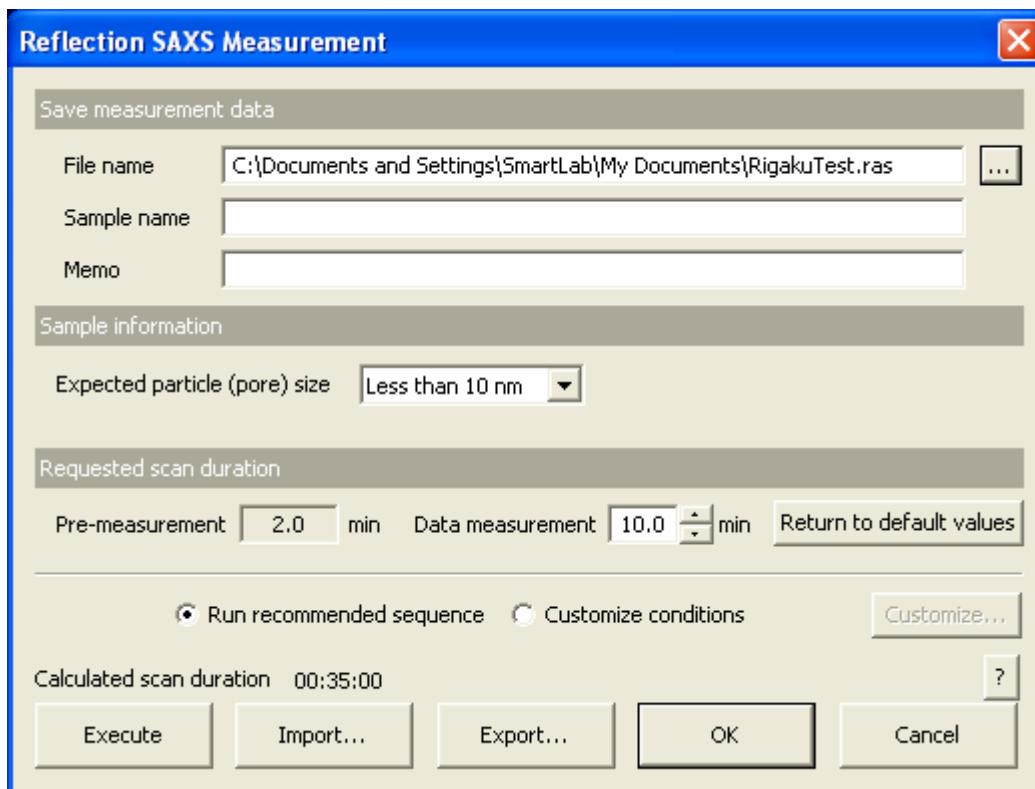 Reflection SAXS Measurement
Save measurement data
File name C:\Documents and Settings\SmartLab\My Documents\RigakuTest.ras ...
Sample name
Memo
Sample information
Expected particle (pore) size Less than 10 nm
Requested scan duration
Pre-measurement 2.0 min Data measurement 10.0 min Return to default values
Run recommended sequence Customize conditions Customize...
Calculated scan duration 00:35:00 ?
Execute Import... Export... OK Cancel